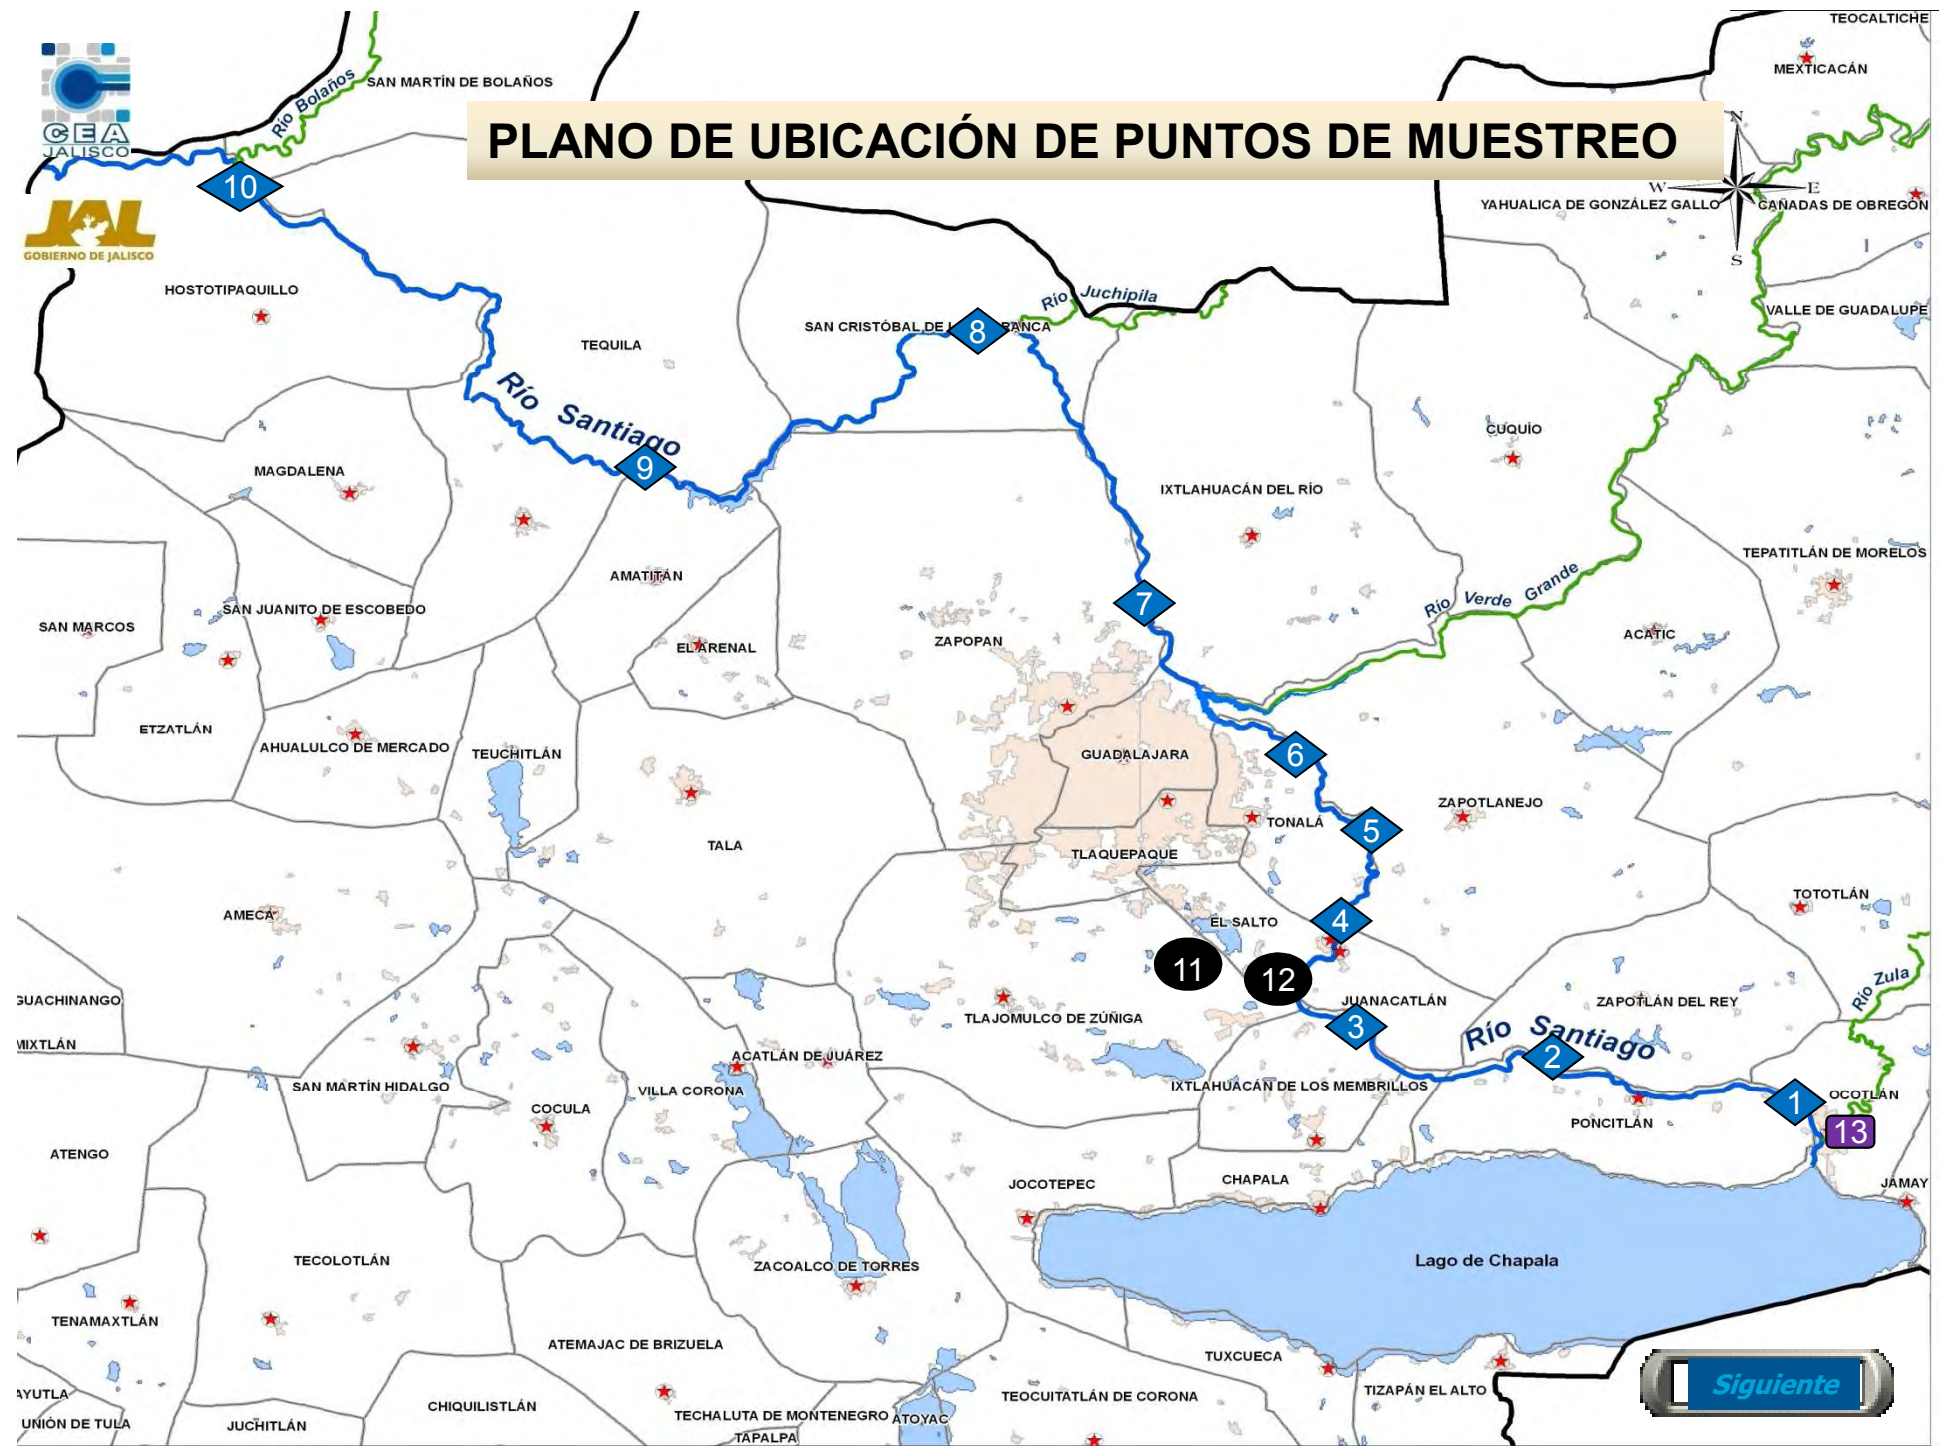 TEOCALTICHE
MEXTICACÁN
SAN MARTÍN DE BOLAÑOS
Río Bolaños
CEA
JALISCO
PLANO DE UBICACIÓN DE PUNTOS DE MUESTREO
N
W
E
S
10
YAHUALICA DE GONZÁLEZ GALLO
CAÑADAS DE OBREGÓN
JAL
GOBIERNO DE JALISCO
HOSTOTIPAQUILLO
Río Juchipila
VALLE DE GUADALUPE
SAN CRISTÓBAL DE
RANCA
8
TEQUILA
Río Santiago
CUQUÍO
9
MAGDALENA
IXTLAHUACÁN DEL RÍO
TEPATITLÁN DE MORELOS
AMATITÁN
Río Verde Grande
7
SAN JUANITO DE ESCOBEDO
SAN MARCOS
ZAPOPAN
ACATIC
EL ARENAL
ETZATLÁN
AHUALULCO DE MERCADO
TEUCHITLÁN
GUADALAJARA
6
ZAPOTLANEJO
TONALÁ
5
TALA
TLAQUEPAQUE
TOTOTLÁN
AMECA
EL SALTO
4
11
12
Río Zula
GUACHINANGO
JUANACATLÁN
ZAPOTLÁN DEL REY
TLAJOMULCO DE ZÚÑIGA
3
Río Santiago
MIXTLÁN
ACATLÁN DE JUÁREZ
2
SAN MARTÍN HIDALGO
VILLA CORONA
IXTLAHUACÁN DE LOS MEMBRILLOS
1
OCOTLÁN
COCULA
PONCITLÁN
13
ATENGO
JOCOTEPEC
CHAPALA
JAMAY
TECOLOTLÁN
ZACOALCO DE TORRES
Lago de Chapala
TENAMAXTLÁN
ATEMAJAC DE BRIZUELA
TUXCUECA
Siguiente
AYUTLA
TEOCUITATLÁN DE CORONA
TIZAPÁN EL ALTO
CHIQUILISTLÁN
UNIÓN DE TULA
JUCHITLÁN
TECHALUTA DE MONTENEGRO
ATOYAC
TAPALPA